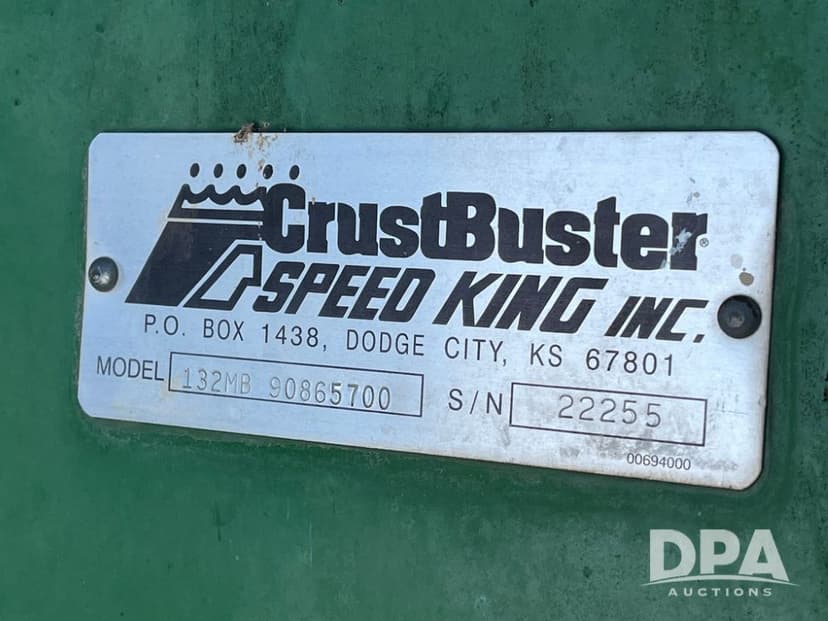 CrustBuster®
SPEED KING INC.
P.O. BOX 1438, DODGE CITY, KS 67801
MODEL 132MB 90865700 S/N 22255
00694000
DPA
AUCTIONS